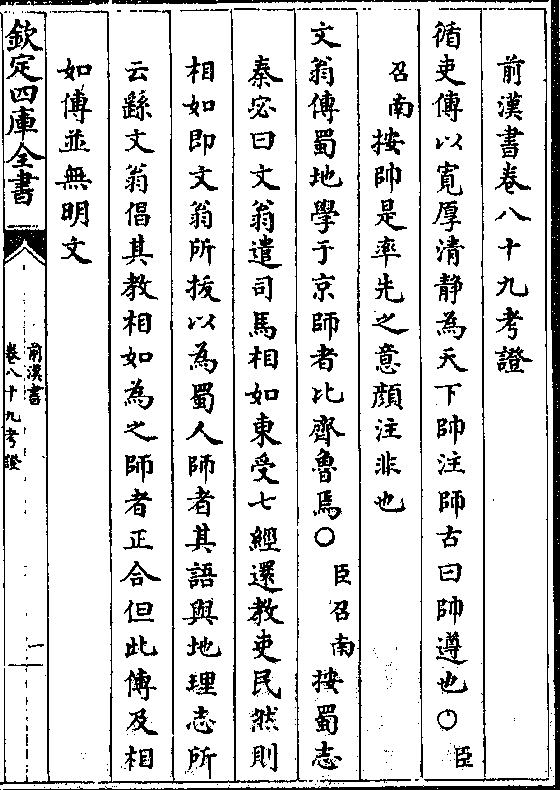 前漢書卷八十九考證
循吏傳以寛厚清静為天下帥注師古曰帥遵也○臣
召南按帥是率先之意顔注非也
文翁傳蜀地學于京師者比齊魯焉○臣召南按蜀志
秦宓曰文翁遣司馬相如東受七經還教吏民然則
相如即文翁所拔以為蜀人師者其語與地理志所
云繇文翁倡其教相如為之師者正合但此傳及相
如傳並無明文
欽定四庫全書
前漢書
卷八十九考證
一